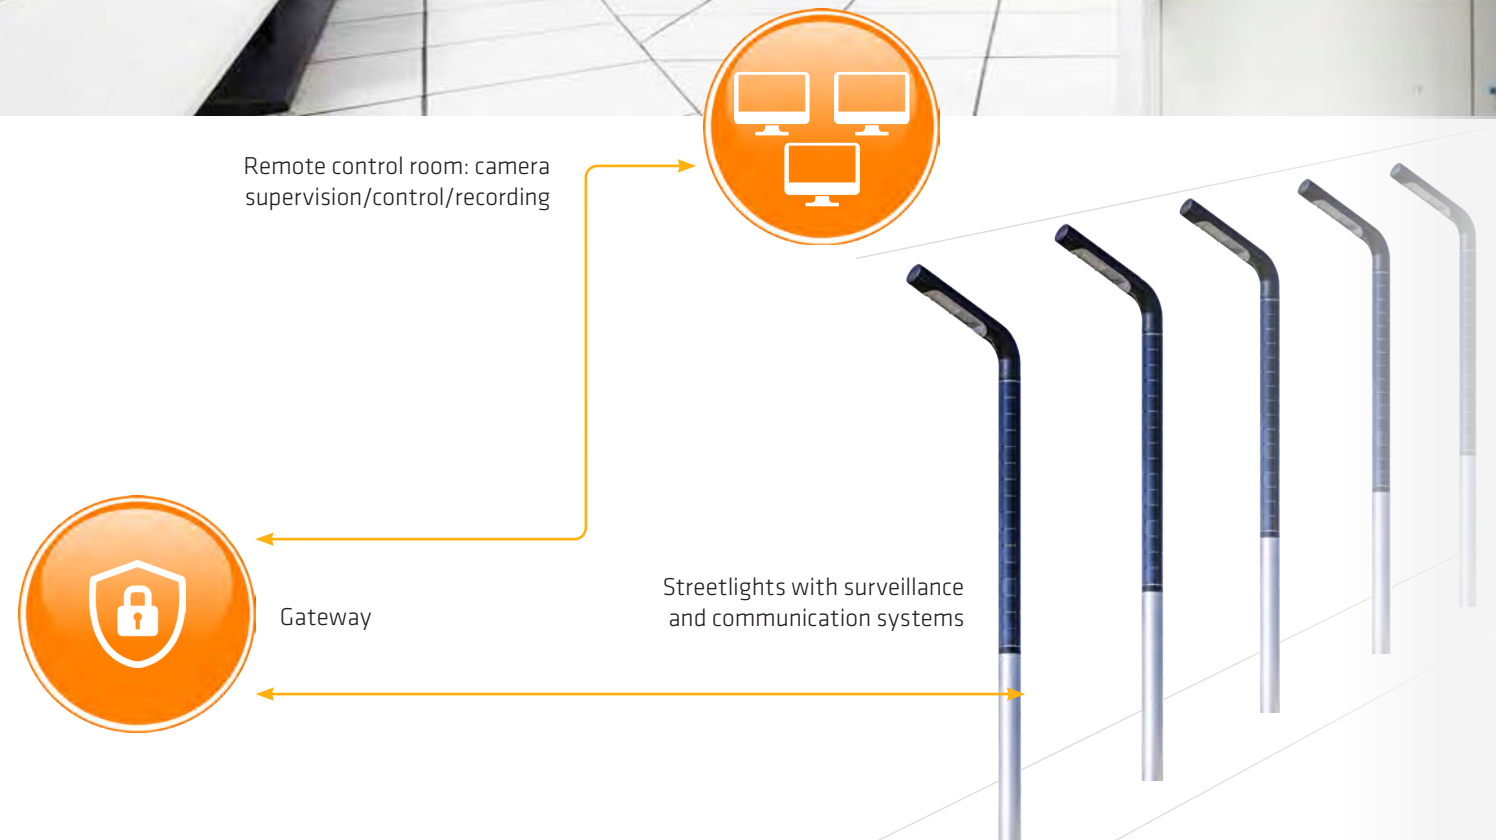 Remote control room: camera
supervision/control/recording
Gateway
Streetlights with surveillance
and communication systems